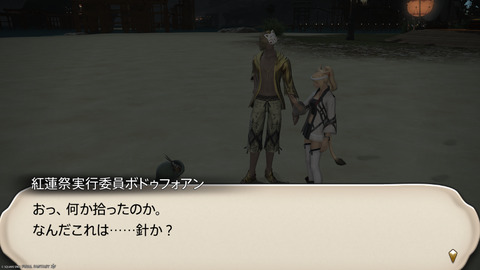 紅蓮祭実行委員ボドゥフォアン
おっ、何か拾ったのか。
なんだこれは……針か？